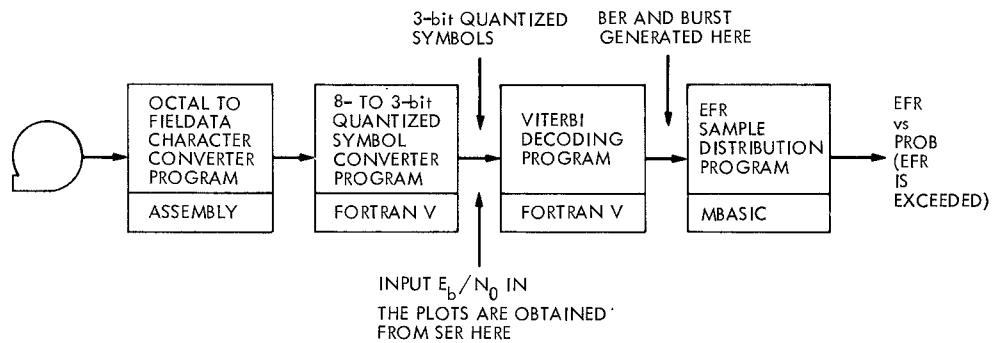 3-bit QUANTIZED
SYMBOLS
BER AND BURST
GENERATED HERE
OCTAL TO
FIELDATA
CHARACTER
CONVERTER
PROGRAM
ASSEMBLY
8- TO 3-bit
QUANTIZED
SYMBOL
CONVERTER
PROGRAM
FORTRAN V
VITERBI
DECODING
PROGRAM
FORTRAN V
EFR
SAMPLE
DISTRIBUTION
PROGRAM
MBASIC
EFR
vs
PROB
(EFR
IS
EXCEEDED)
INPUT E_b/N_0 IN
THE PLOTS ARE OBTAINED
FROM SER HERE